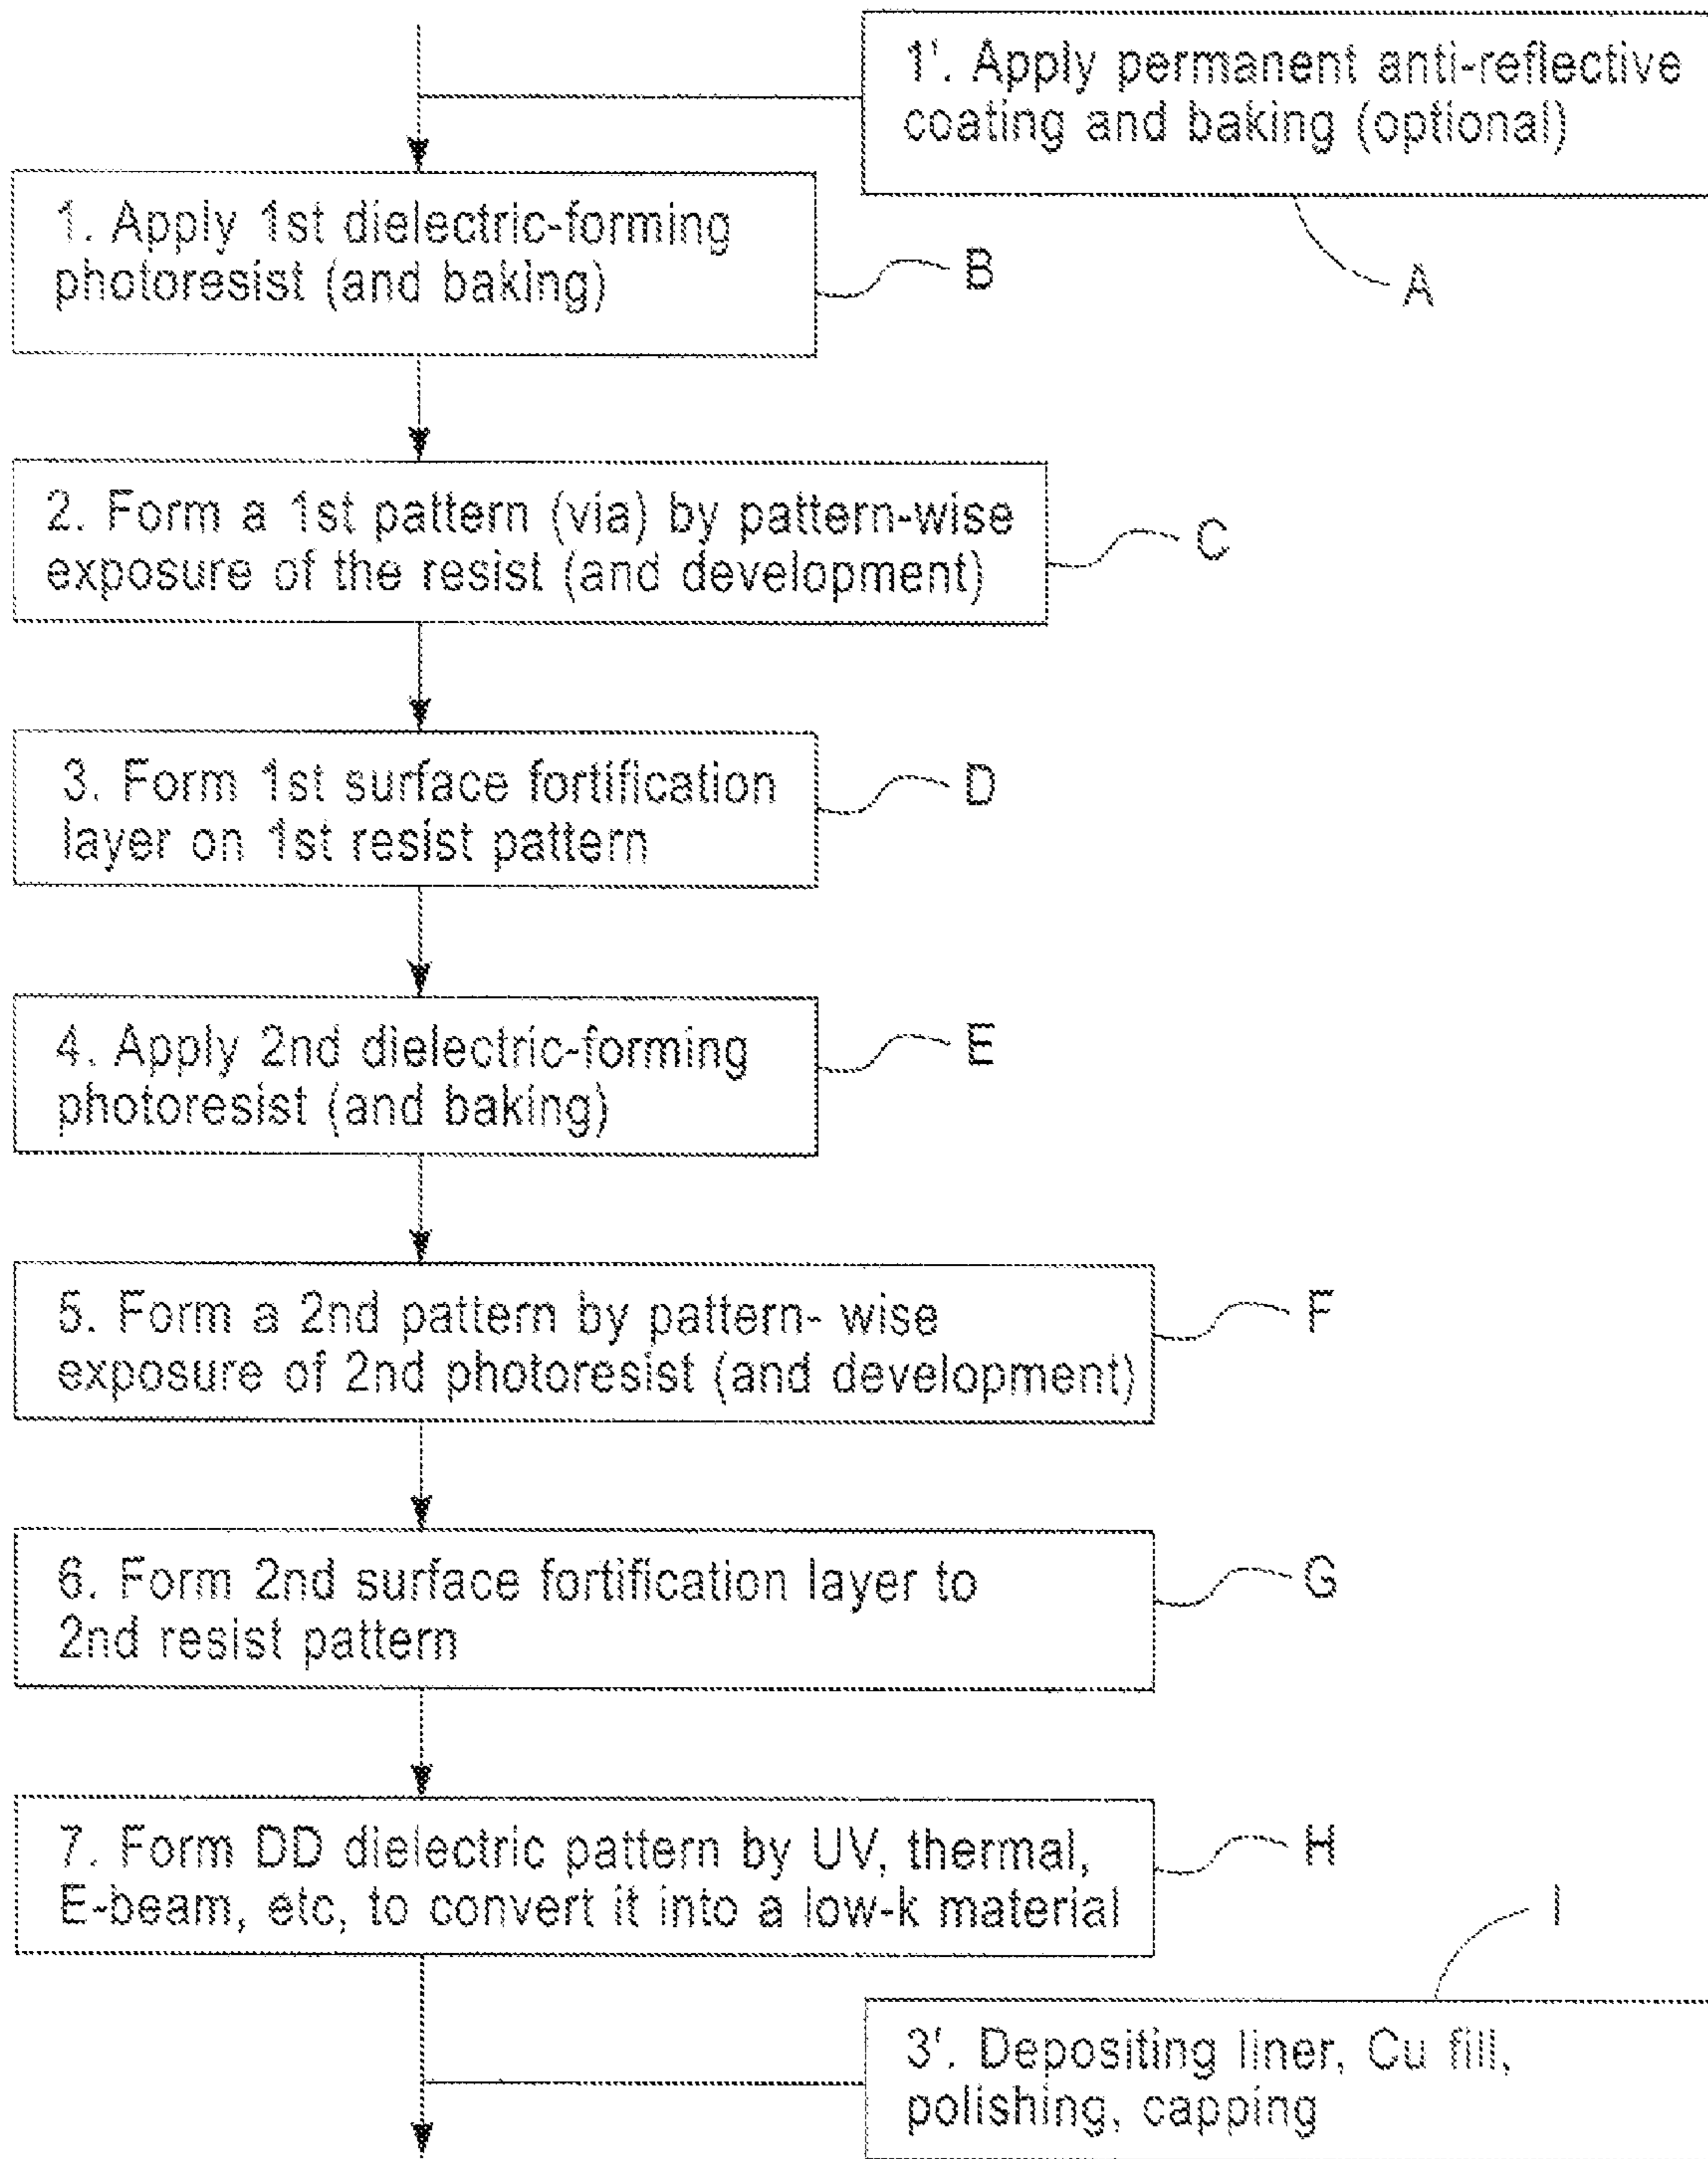 1'. Apply permanent anti-reflective
coating and baking (optional)
A
1. Apply 1st dielectric-forming
photoresist (and baking)
B
2. Form a 1st pattern (via) by pattern-wise
exposure of the resist (and development)
C
3. Form 1st surface fortification
layer on 1st resist pattern
D
4. Apply 2nd dielectric-forming
photoresist (and baking)
E
5. Form a 2nd pattern by pattern- wise
exposure of 2nd photoresist (and development)
F
6. Form 2nd surface fortification layer to
2nd resist pattern
G
7. Form DD dielectric pattern by UV, thermal,
E-beam, etc, to convert it into a low-k material
H
I
3'. Depositing liner, Cu fill,
polishing, capping